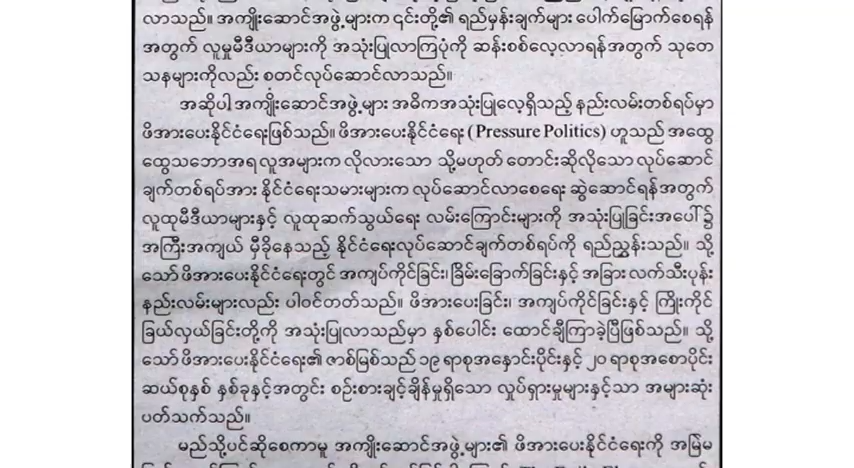 လာသည်။ အကျိုးဆောင်အဖွဲ့များက ၎င်းတို့၏ ရည်မှန်းချက်များ ပေါက်မြောက်စေရန်
အတွက် လူမှုမီဒီယာများကို အသုံးပြုလာကြပုံကို ဆန်းစစ်လေ့လာရန်အတွက် သုတေ
သနများကိုလည်း စတင်လုပ်ဆောင်လာသည်။
အဆိုပါ အကျိုးဆောင်အဖွဲ့များ အဓိကအသုံးပြုလေ့ရှိသည့် နည်းလမ်းတစ်ရပ်မှာ
ဖိအားပေးနိုင်ငံရေးဖြစ်သည်။ ဖိအားပေးနိုင်ငံရေး (Pressure Politics) ဟူသည် အထွေ
ထွေသဘောအရ လူအများက လိုလားသော သို့မဟုတ် တောင်းဆိုလိုသော လုပ်ဆောင်
ချက်တစ်ရပ်အား နိုင်ငံရေးသမားများက လုပ်ဆောင်လာစေရေး ဆွဲဆောင်ရန်အတွက်
လူထုမီဒီယာများနှင့် လူထုဆက်သွယ်ရေး လမ်းကြောင်းများကို အသုံးပြုခြင်းအပေါ်၌
အကြီးအကျယ် မှီခိုနေသည့် နိုင်ငံရေးလုပ်ဆောင်ချက်တစ်ရပ်ကို ရည်ညွှန်းသည်။ သို့
သော် ဖိအားပေးနိုင်ငံရေးတွင် အကျပ်ကိုင်ခြင်း၊ ခြိမ်းခြောက်ခြင်းနှင့် အခြား လက်သီးပုန်း
နည်းလမ်းများလည်း ပါဝင်တတ်သည်။ ဖိအားပေးခြင်း၊ အကျပ်ကိုင်ခြင်းနှင့် ကြိုးကိုင်
ခြယ်လှယ်ခြင်းတို့ကို အသုံးပြုလာသည်မှာ နှစ်ပေါင်း ထောင်ချီကြာခဲ့ပြီဖြစ်သည်။ သို့
သော် ဖိအားပေးနိုင်ငံရေး၏ ဇာစ်မြစ်သည် ၁၉ ရာစုအနှောင်းပိုင်းနှင့် ၂၀ ရာစုအစောပိုင်း
ဆယ်စုနှစ် နှစ်ခုနှင့်အတွင်း စဉ်းစားချင့်ချိန်မှုရှိသော လှုပ်ရှားမှုများနှင့်သာ အများဆုံး
ပတ်သက်သည်။
မည်သို့ပင်ဆိုစေကာမူ အကျိုးဆောင်အဖွဲ့များ၏ ဖိအားပေးနိုင်ငံရေးကို အမြဲမ